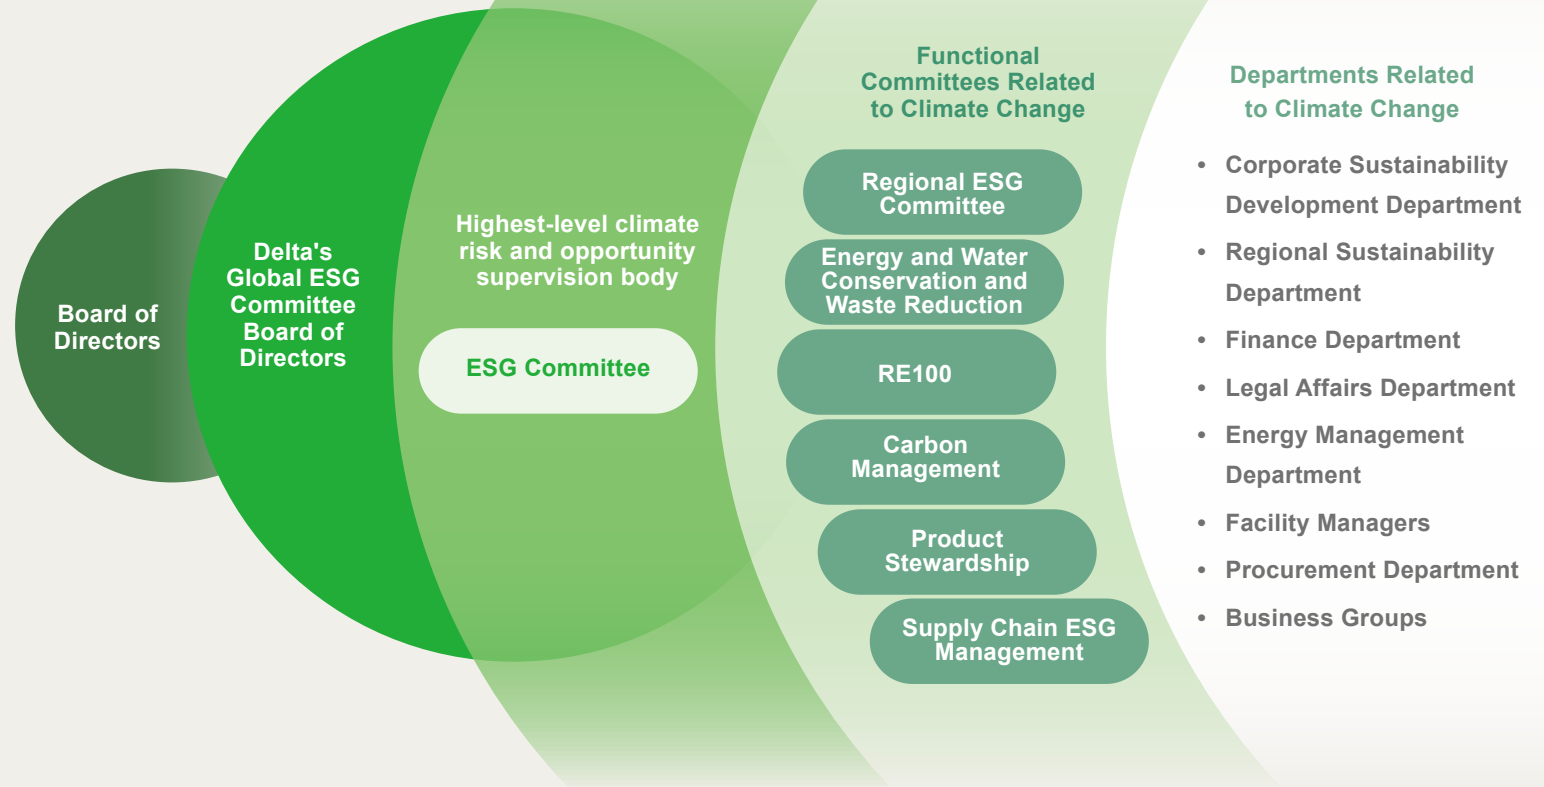 Board of
Directors
Delta's
Global ESG
Committee
Board of
Directors
Highest-level climate
risk and opportunity
supervision body
ESG Committee
Functional
Committees Related
to Climate Change
Regional ESG
Committee
Energy and Water
Conservation and
Waste Reduction
RE100
Carbon
Management
Product
Stewardship
Supply Chain ESG
Management
Departments Related
to Climate Change
• Corporate Sustainability
Development Department
• Regional Sustainability
Department
• Finance Department
• Legal Affairs Department
• Energy Management
Department
• Facility Managers
• Procurement Department
• Business Groups